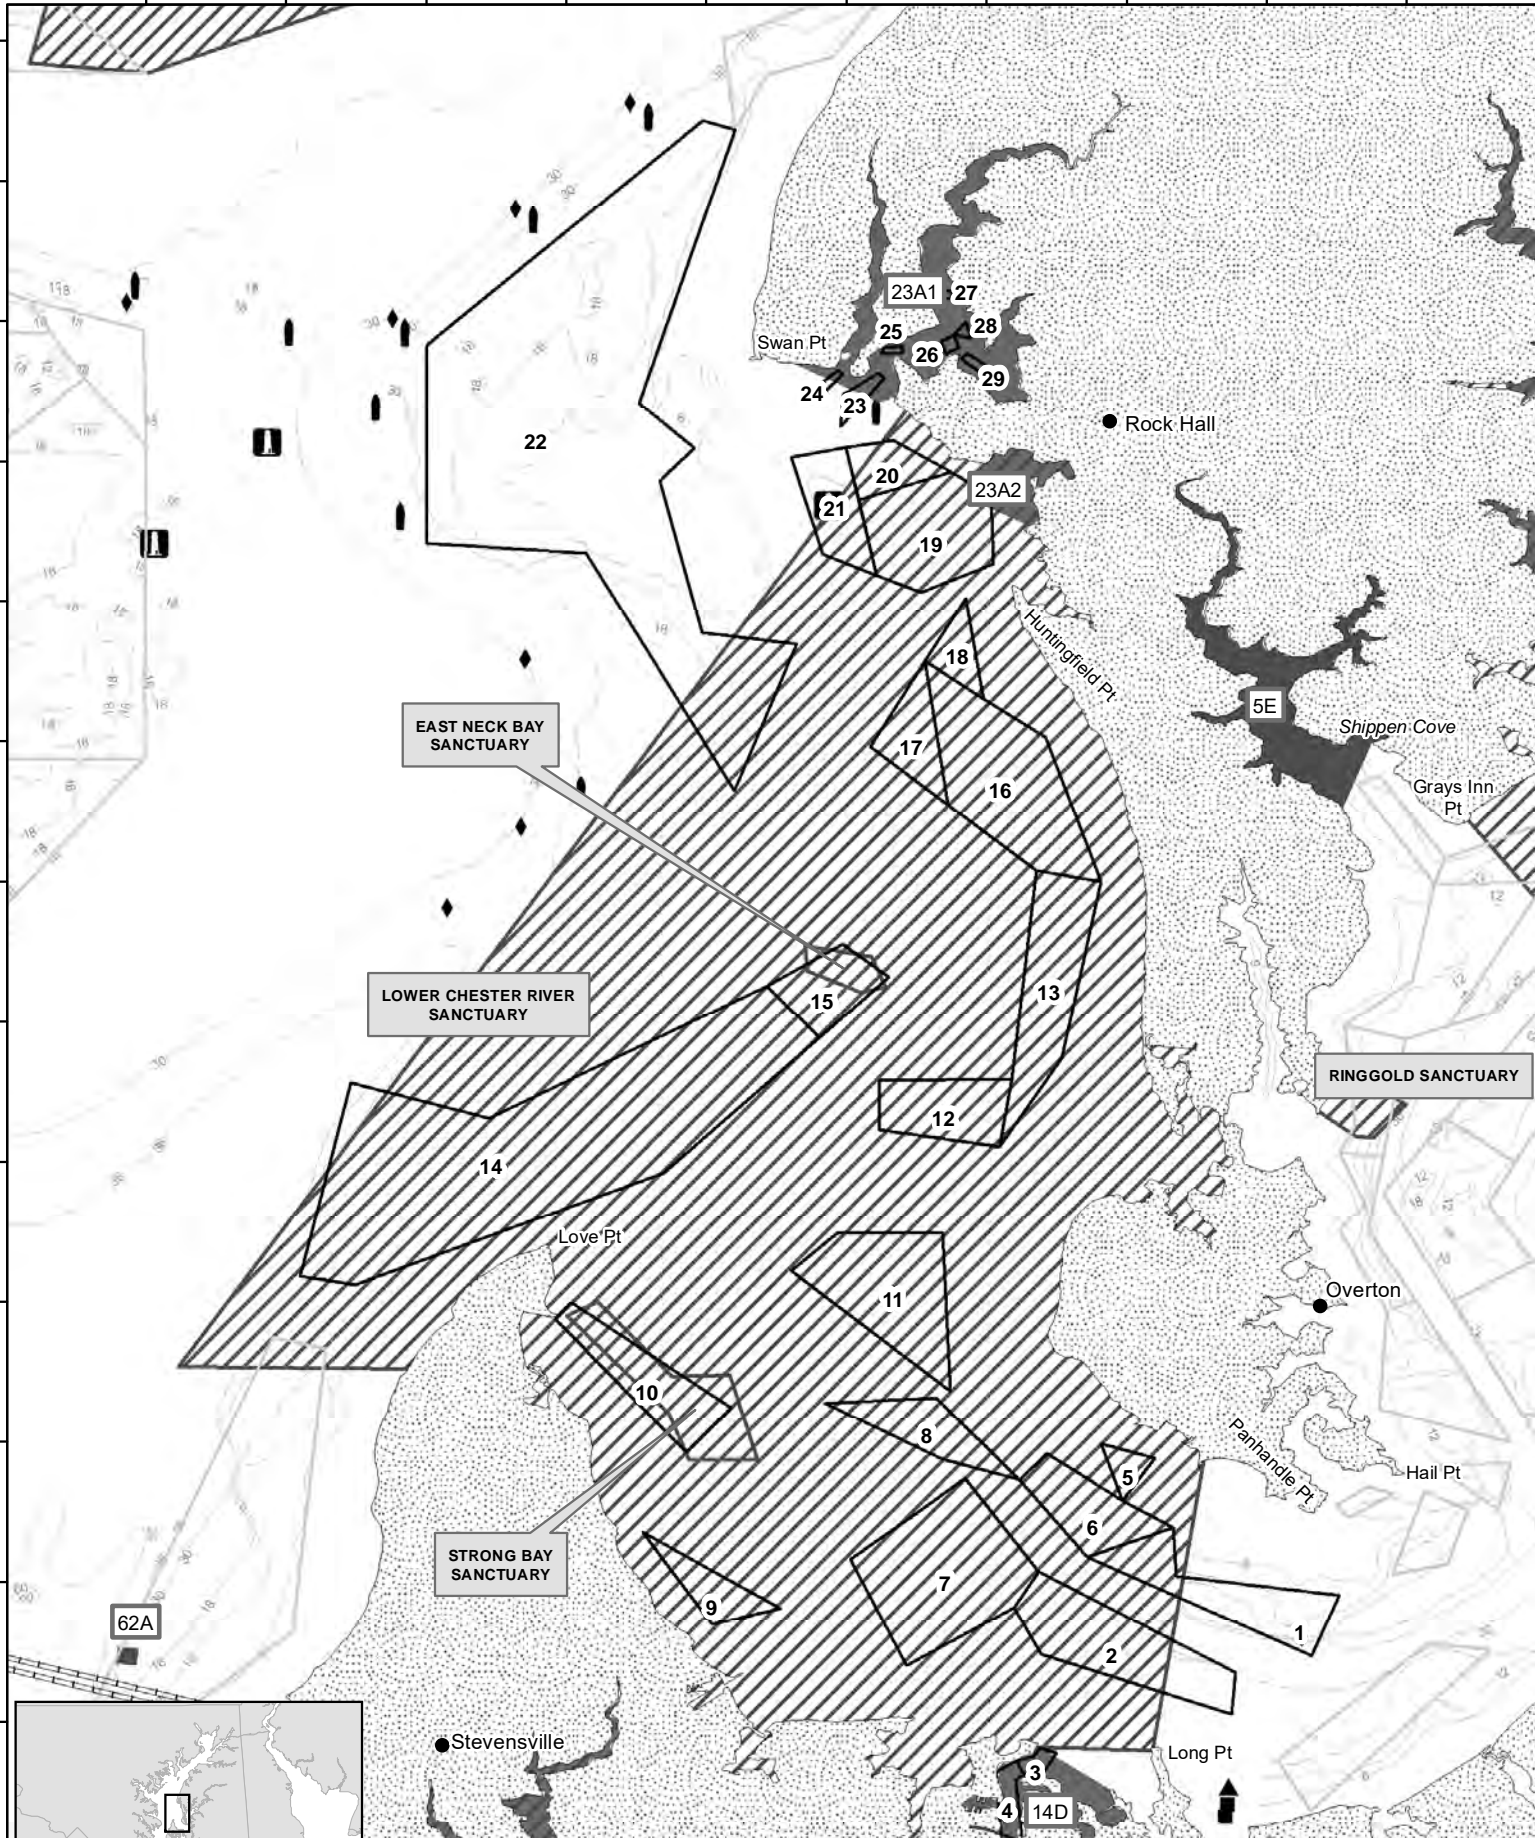 23A1
27
28
25
26
Swan Pt
29
24
23
Rock Hall
22
20
23A2
21
19
Huntingfield Pt
18
5E
EAST NECK BAY
SANCTUARY
17
Shippen Cove
16
Grays Inn
Pt
LOWER CHESTER RIVER
SANCTUARY
15
13
RINGGOLD SANCTUARY
12
14
Love Pt
11
Overton
10
8
Panhandle Pt
5
Hail Pt
6
STRONG BAY
SANCTUARY
7
9
62A
1
2
Stevensville
Long Pt
3
4
14D